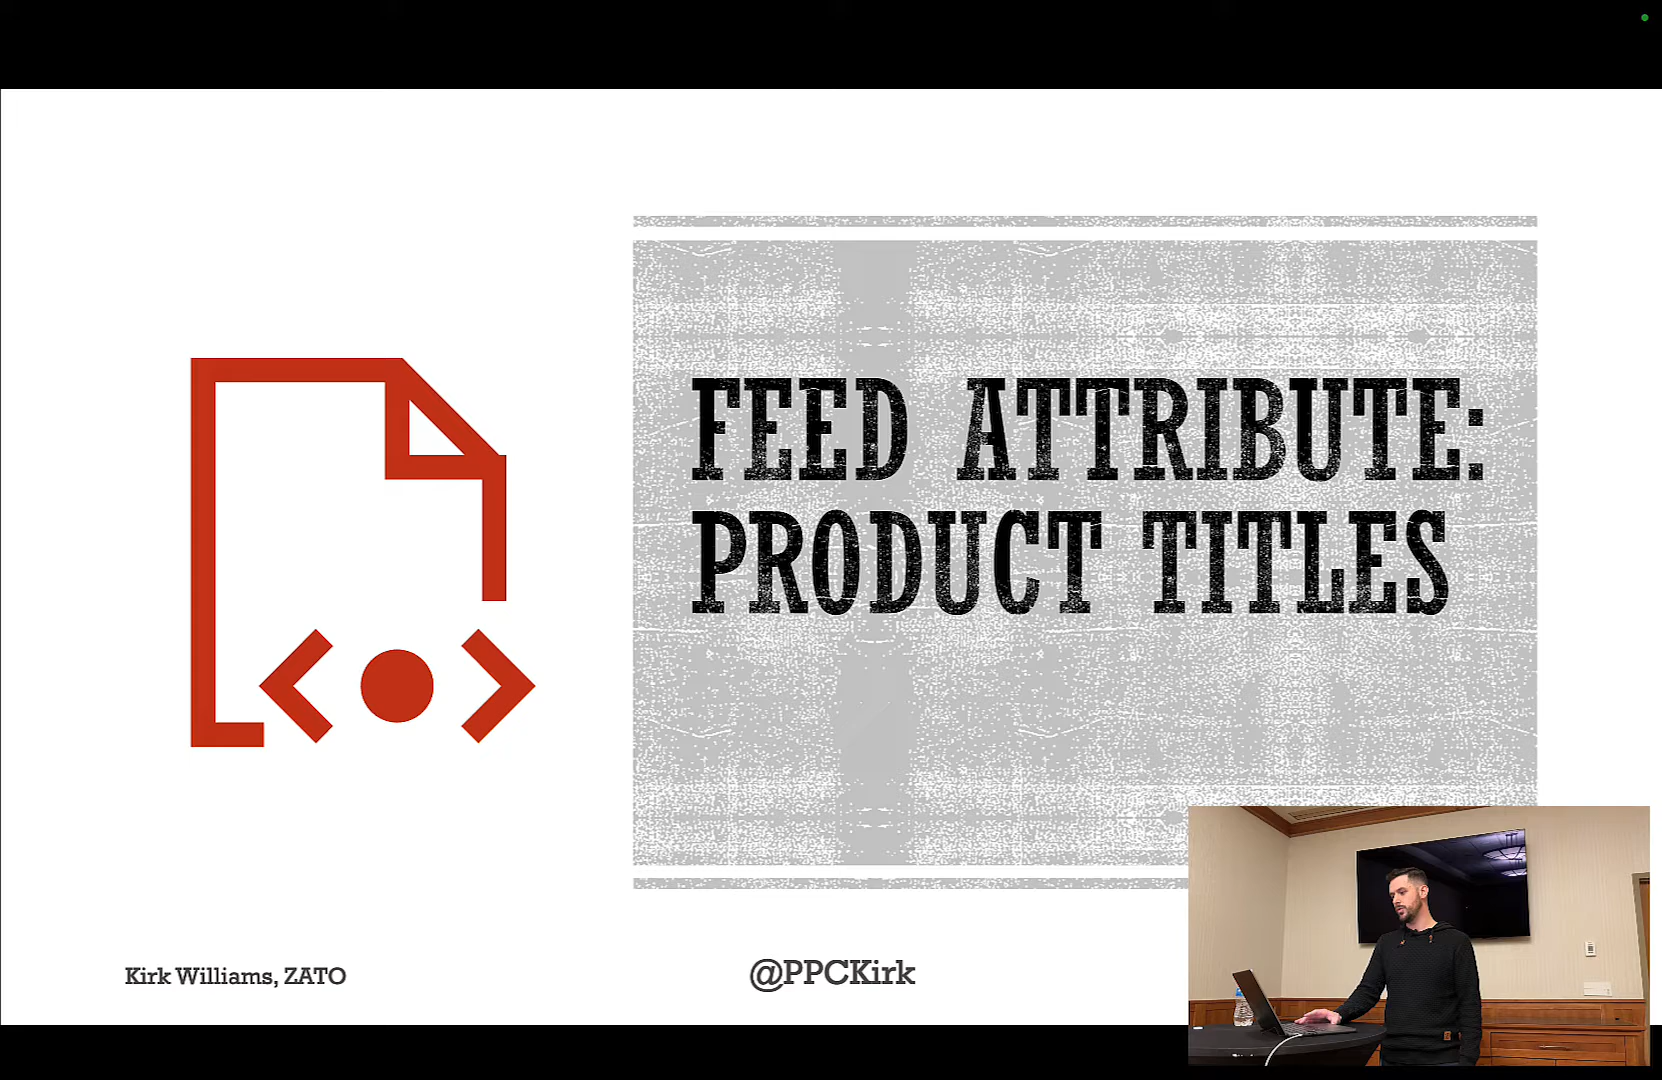 FEED ATTRIBUTE:
PRODUCT TITLES
Kirk Williams, ZATO
@PPCKirk